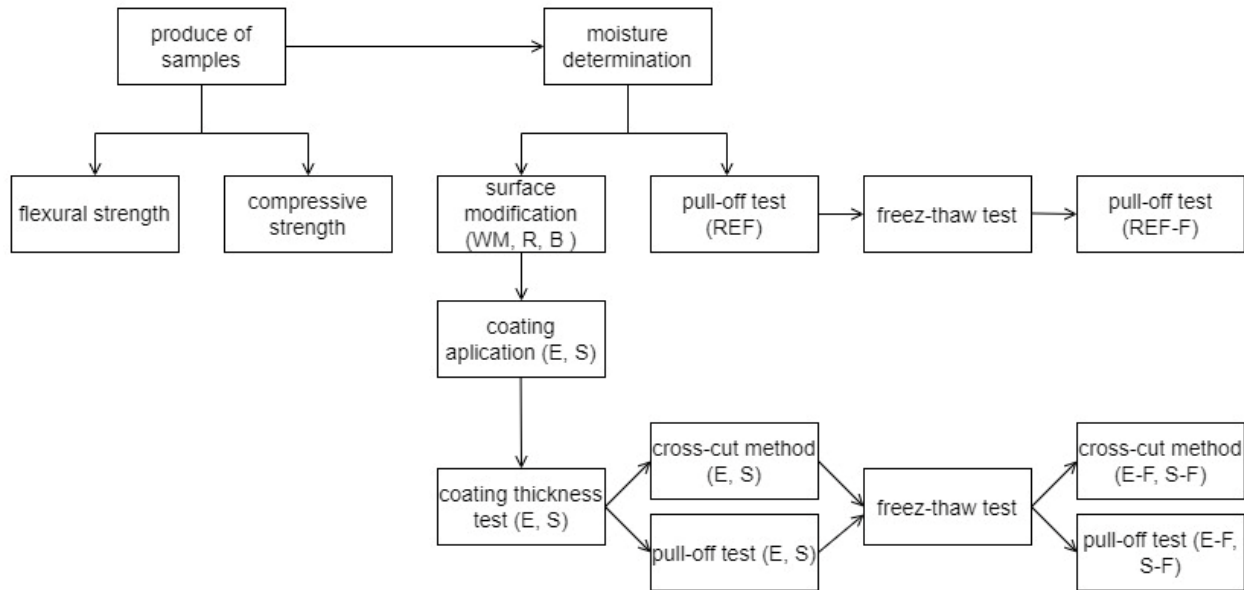 produce of
samples
moisture
determination
flexural strength
compressive
strength
surface
modification
(WM, R, B )
pull-off test
(REF)
freez-thaw test
pull-off test
(REF-F)
coating
aplication (E, S)
coating thickness
test (E, S)
cross-cut method
(E, S)
pull-off test (E, S)
freez-thaw test
cross-cut method
(E-F, S-F)
pull-off test (E-F,
S-F)